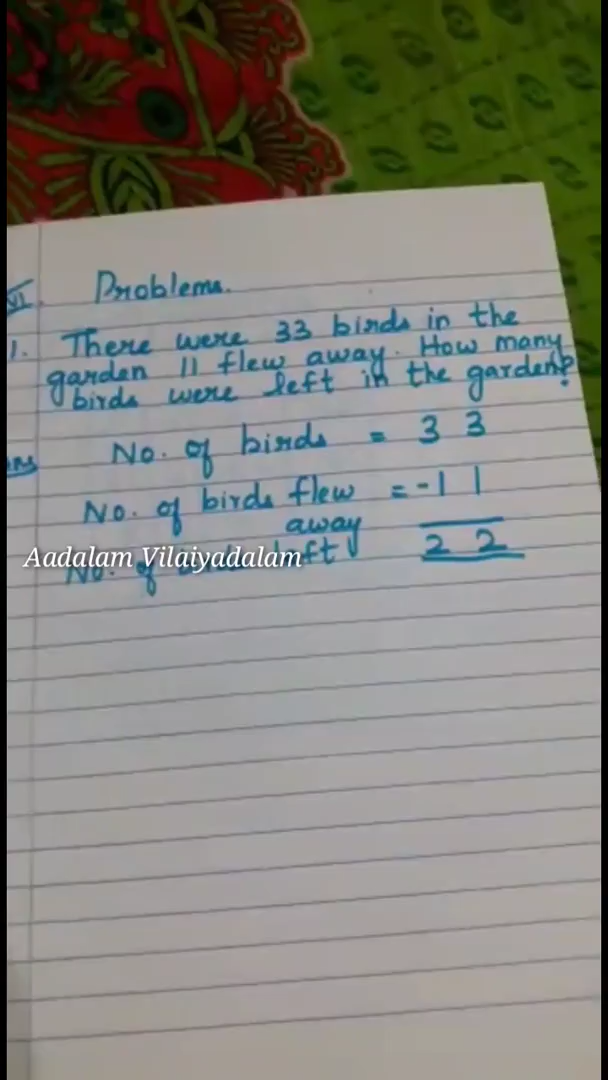 VI. Problems.
1. There were 33 birds in the
garden 11 flew away. How many
birds were left in the garden?
Ans No. of birds = 3 3
No. of birds flew = - 1 1
away
No. of left 2 2
Aadalam Vilaiyadalam